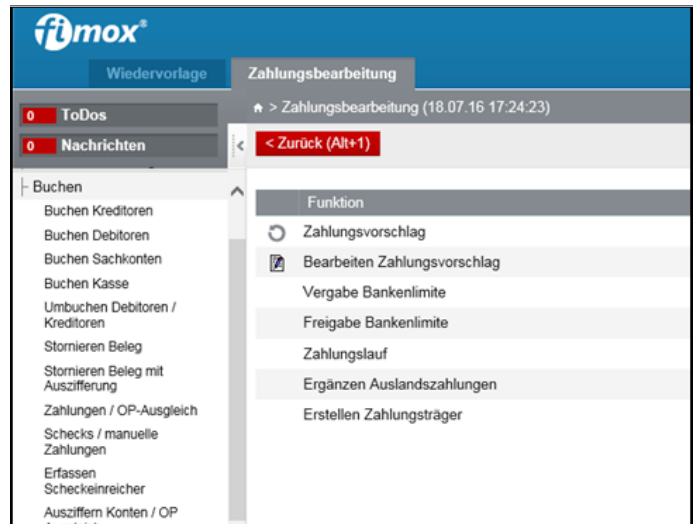 fimox®
Wiedervorlage
Zahlungsbearbeitung
> Zahlungsbearbeitung (18.07.16 17:24:23)
0 ToDos
0 Nachrichten
< Zurück (Alt+1)
Buchen
Buchen Kreditoren
Buchen Debitoren
Buchen Sachkonten
Buchen Kasse
Umbuchen Debitoren /
Kreditoren
Stornieren Beleg
Stornieren Beleg mit
Auszifferung
Zahlungen / OP-Ausgleich
Schecks / manuelle
Zahlungen
Erfassen
Scheckeinreicher
Ausziffern Konten / OP
Funktion
Zahlungsvorschlag
Bearbeiten Zahlungsvorschlag
Vergabe Bankenlimite
Freigabe Bankenlimite
Zahlungslauf
Ergänzen Auslandszahlungen
Erstellen Zahlungsträger